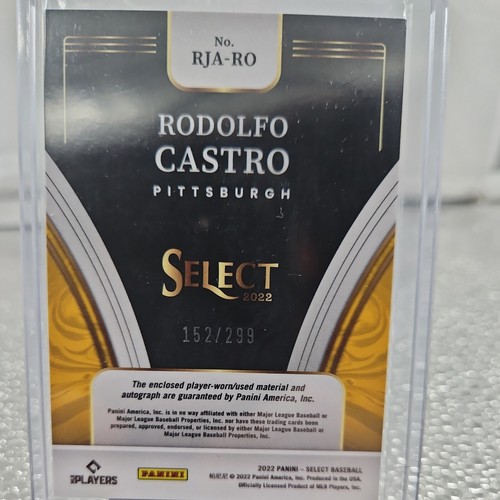 No.
RJA-RO
RODOLFO
CASTRO
PITTSBURGH
SELECT
2022
152/299
The enclosed player-worn/used material and
autograph are guaranteed by Panini America, Inc.
Panini America, Inc. is in no way affiliated with either Major League Baseball or
Major League Baseball Properties, Inc. nor have these trading cards been
prepared, approved, endorsed, or licensed by either Major League Baseball or
Major League Baseball Properties, Inc.
PLAYERS
PANINI
2022 PANINI – SELECT BASEBALL
© 2022 Panini America, Inc. Produced in the USA.
Officially Licensed Product of MLB Players, Inc.